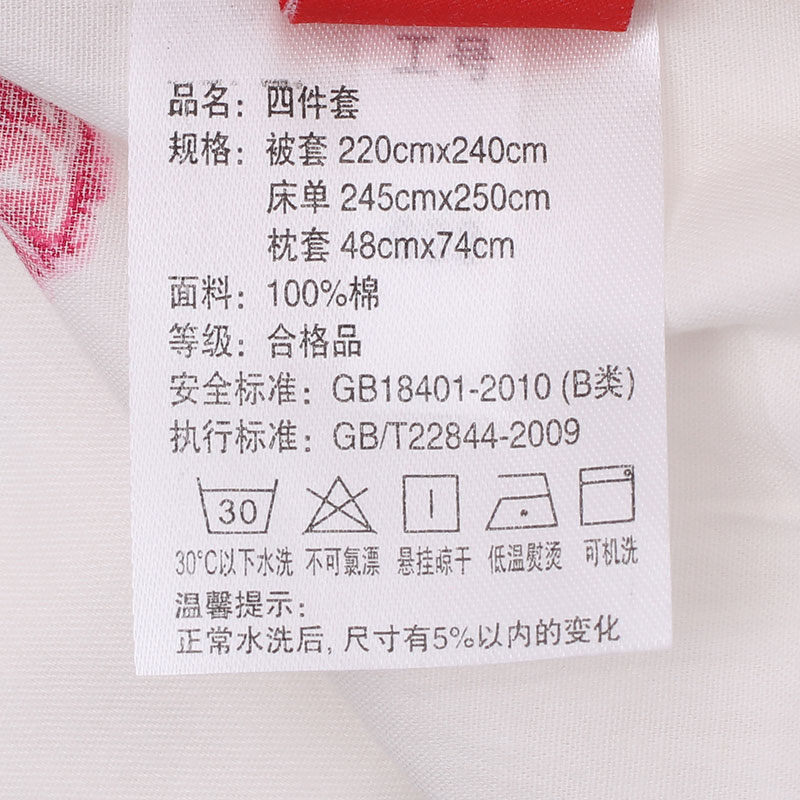 工号
品名：四件套
规格：被套 220cmx240cm
床单 245cmx250cm
枕套 48cmx74cm
面料：100%棉
等级：合格品
安全标准：GB18401-2010 (B类)
执行标准：GB/T22844-2009
30
30°C以下水洗 不可氯漂 悬挂晾干 低温熨烫 可机洗
温馨提示：
正常水洗后, 尺寸有5%以内的变化